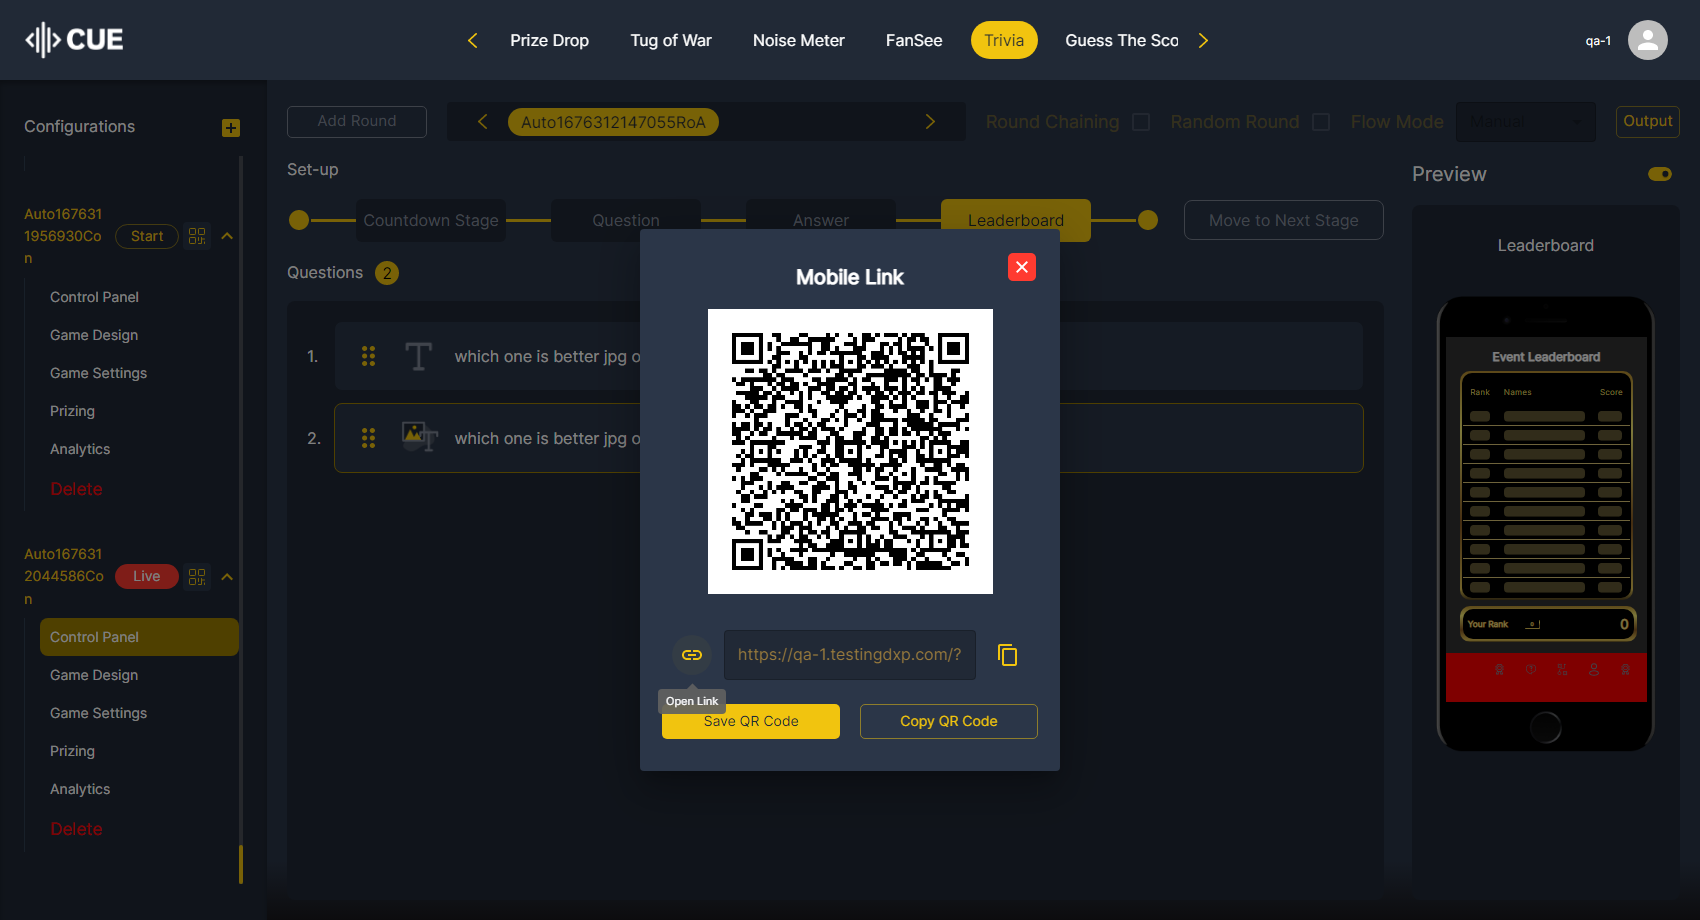 CUE
Prize Drop
Tug of War
Noise Meter
FanSee
Trivia
Guess The Sco
qa-1
Configurations
Auto167631
1956930Co
n
Start
Control Panel
Game Design
Game Settings
Prizing
Analytics
Delete
Auto167631
2044586Co
n
Live
Control Panel
Game Design
Game Settings
Prizing
Analytics
Delete
Add Round
Auto1676312147055RoA
Round Chaining
Random Round
Flow Mode
Manual
Output
Set-up
Countdown Stage
Question
Answer
Leaderboard
Move to Next Stage
Questions
2
1.
which one is better jpg o
2.
which one is better jpg o
Mobile Link
https://qa-1.testingdxp.com/?
Open Link
Save QR Code
Copy QR Code
Preview
Leaderboard
Event Leaderboard
Rank Names Score
Your Rank
0